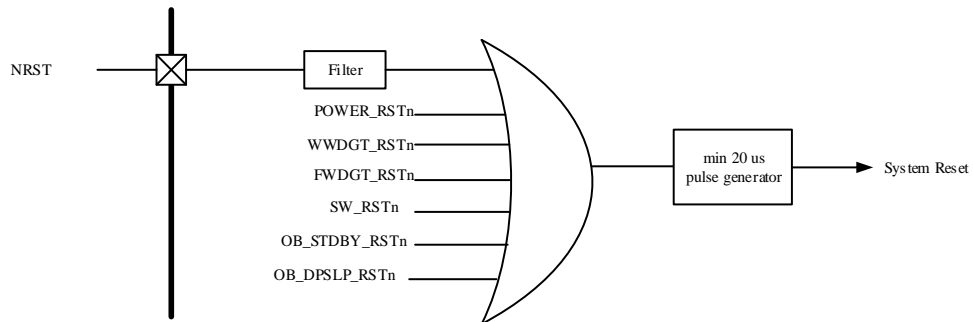 NRST
Filter
POWER_RSTn
WWDGT_RSTn
FWDGT_RSTn
SW_RSTn
OB_STDBY_RSTn
OB_DPSLP_RSTn
min 20 us
pulse generator
System Reset